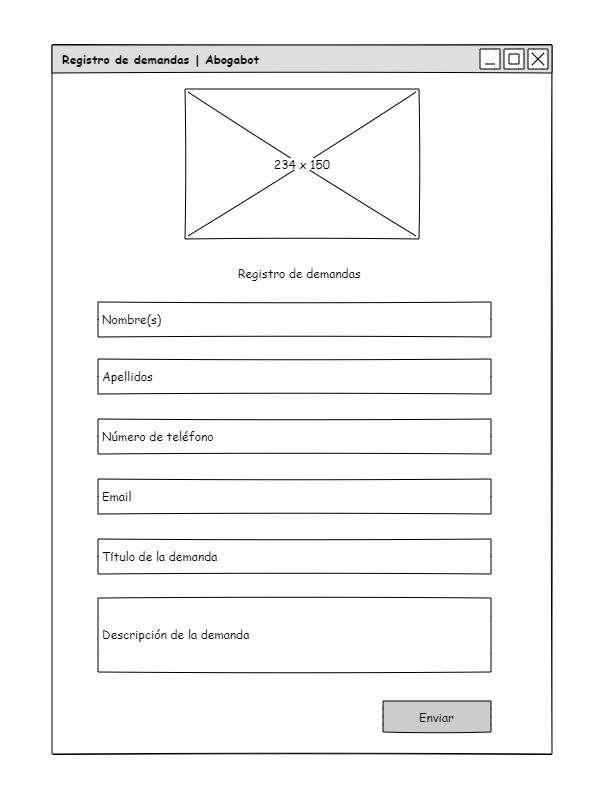 Registro de demandas | Abogabot
234 x 150
Registro de demandas
Nombre(s)
Apellidos
Número de teléfono
Email
Título de la demanda
Descripción de la demanda
Enviar